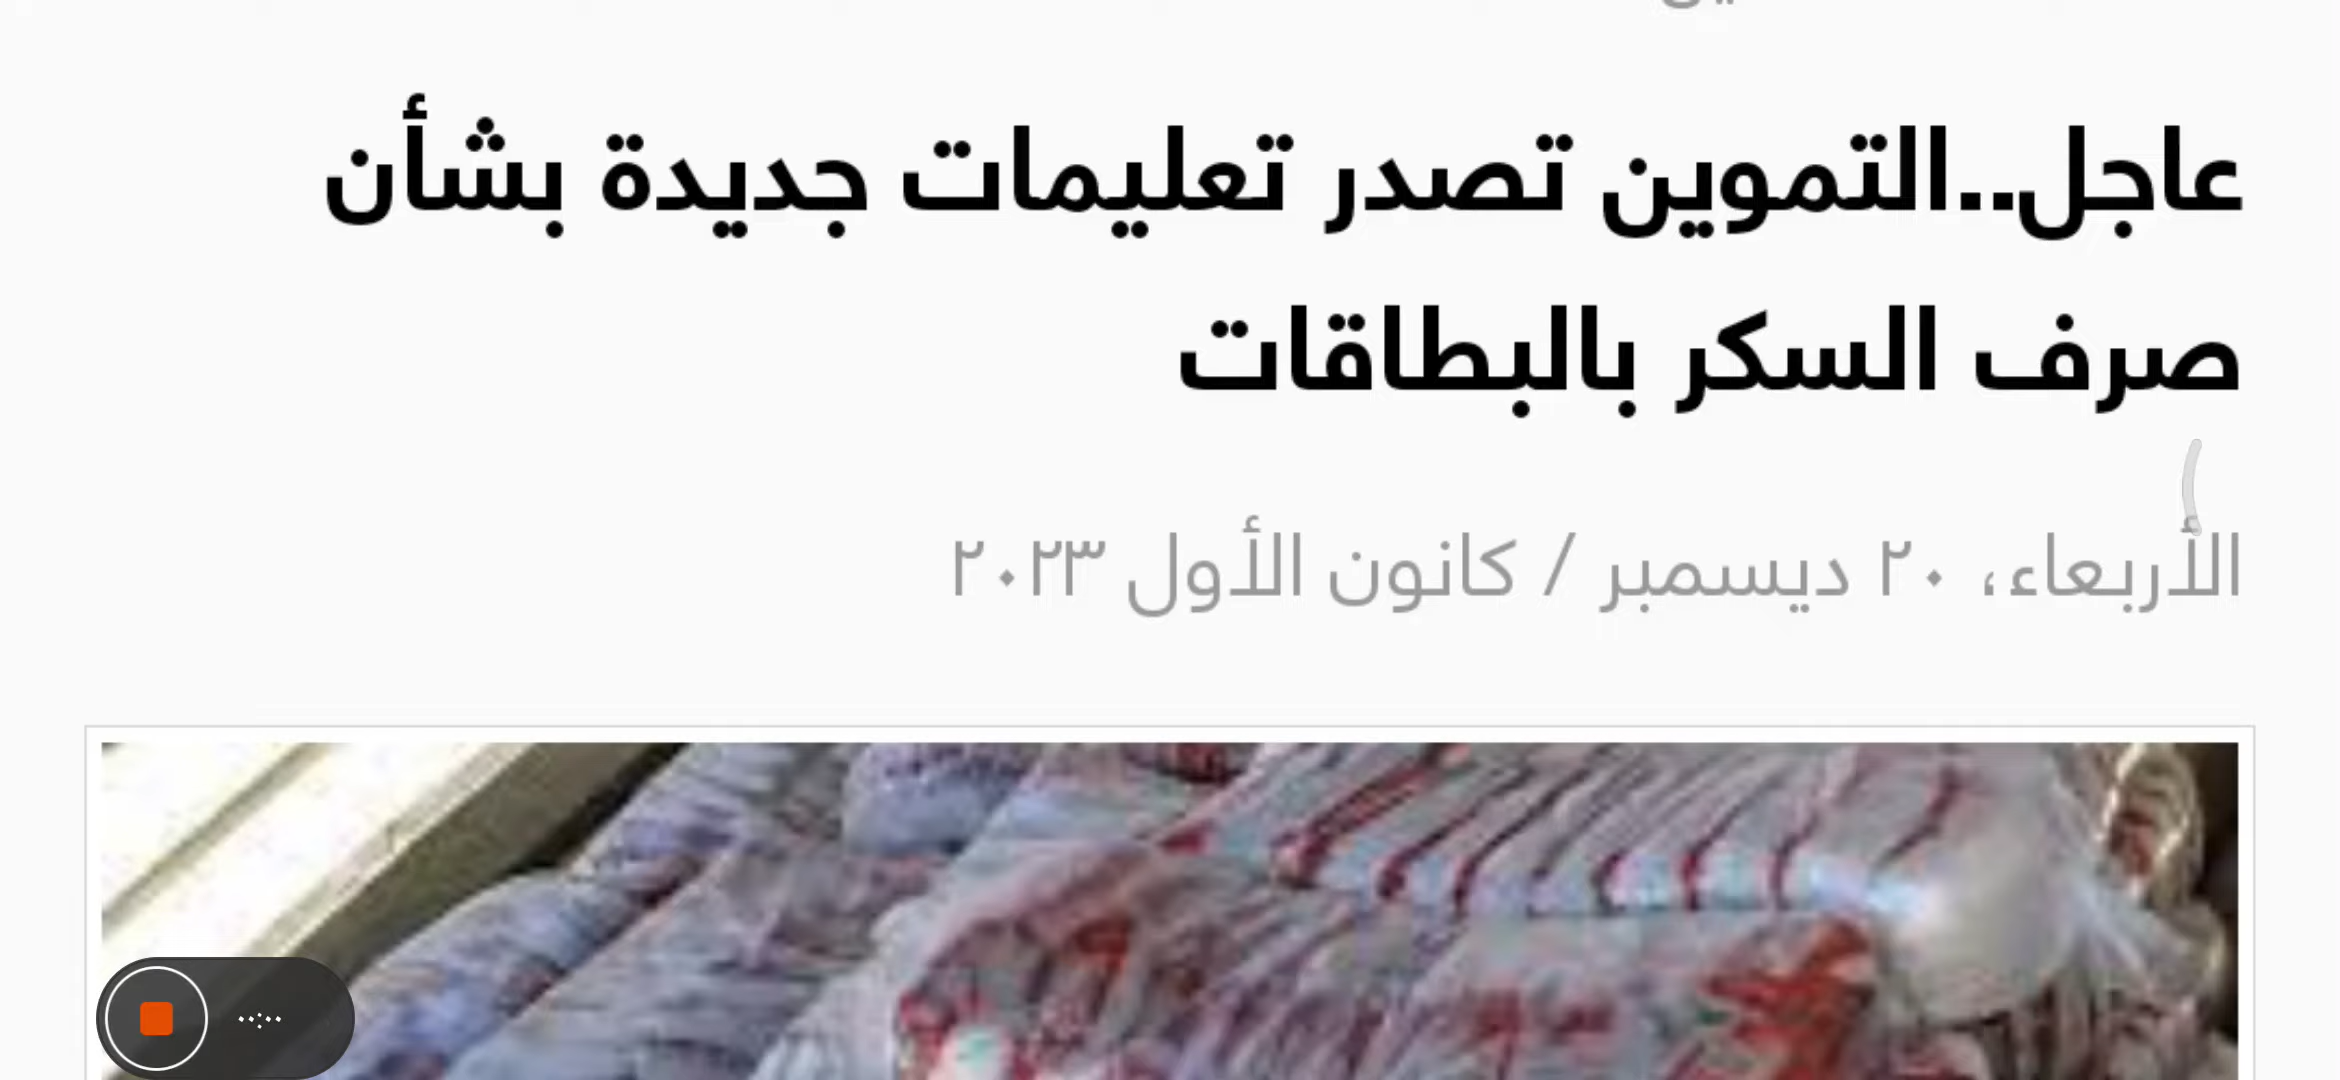 عاجل..التموين تصدر تعليمات جديدة بشأن
صرف السكر بالبطاقات
الأربعاء، ٢٠ ديسمبر / كانون الأول ٢٠٢٣